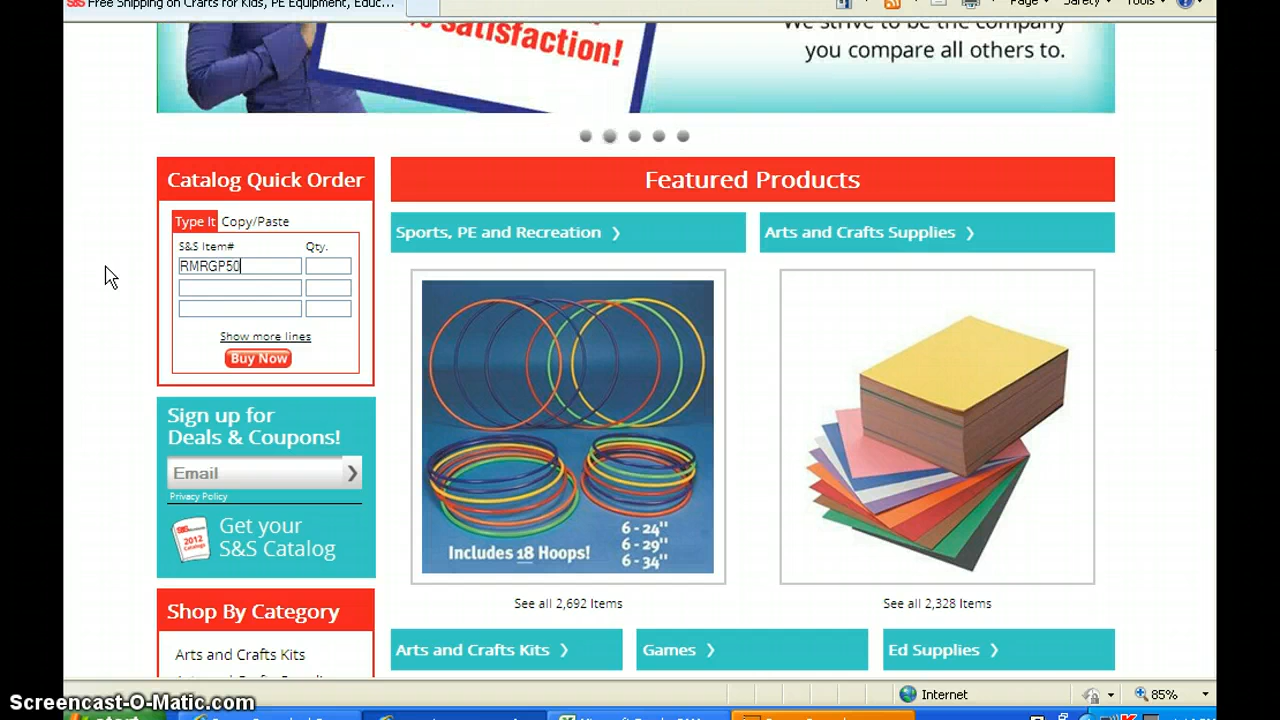 S&S Free Shipping on Crafts for Kids, PE Equipment, Educ...
Page
Safety
Tools
% Satisfaction!
We strive to be the company
you compare all others to.
Catalog Quick Order
Featured Products
Type It Copy/Paste
Sports, PE and Recreation
Arts and Crafts Supplies
S&S Item# Qty.
RMRGP50
Show more lines
Buy Now
Sign up for
Deals & Coupons!
Email
Privacy Policy
2012
Get your
S&S Catalog
Includes 18 Hoops!
6 - 24''
6 - 29''
6 - 34''
See all 2,692 Items
See all 2,328 Items
Shop By Category
Arts and Crafts Kits
Games
Ed Supplies
Arts and Crafts Kits
Internet
85%
Screencast-O-Matic.com
start